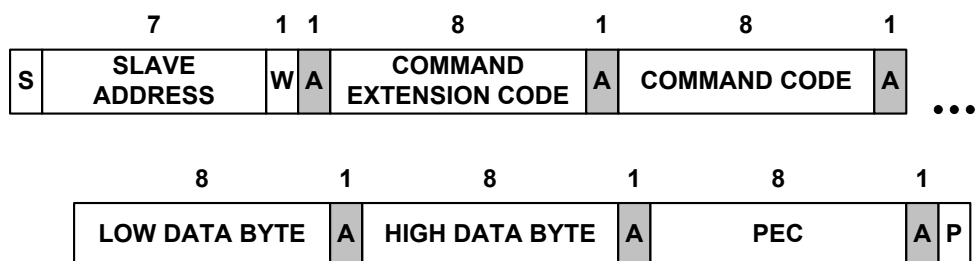 7 1 1 8 1 8 1
S SLAVE ADDRESS W A COMMAND EXTENSION CODE A COMMAND CODE A ...
8 1 8 1 8 1
LOW DATA BYTE A HIGH DATA BYTE A PEC A P